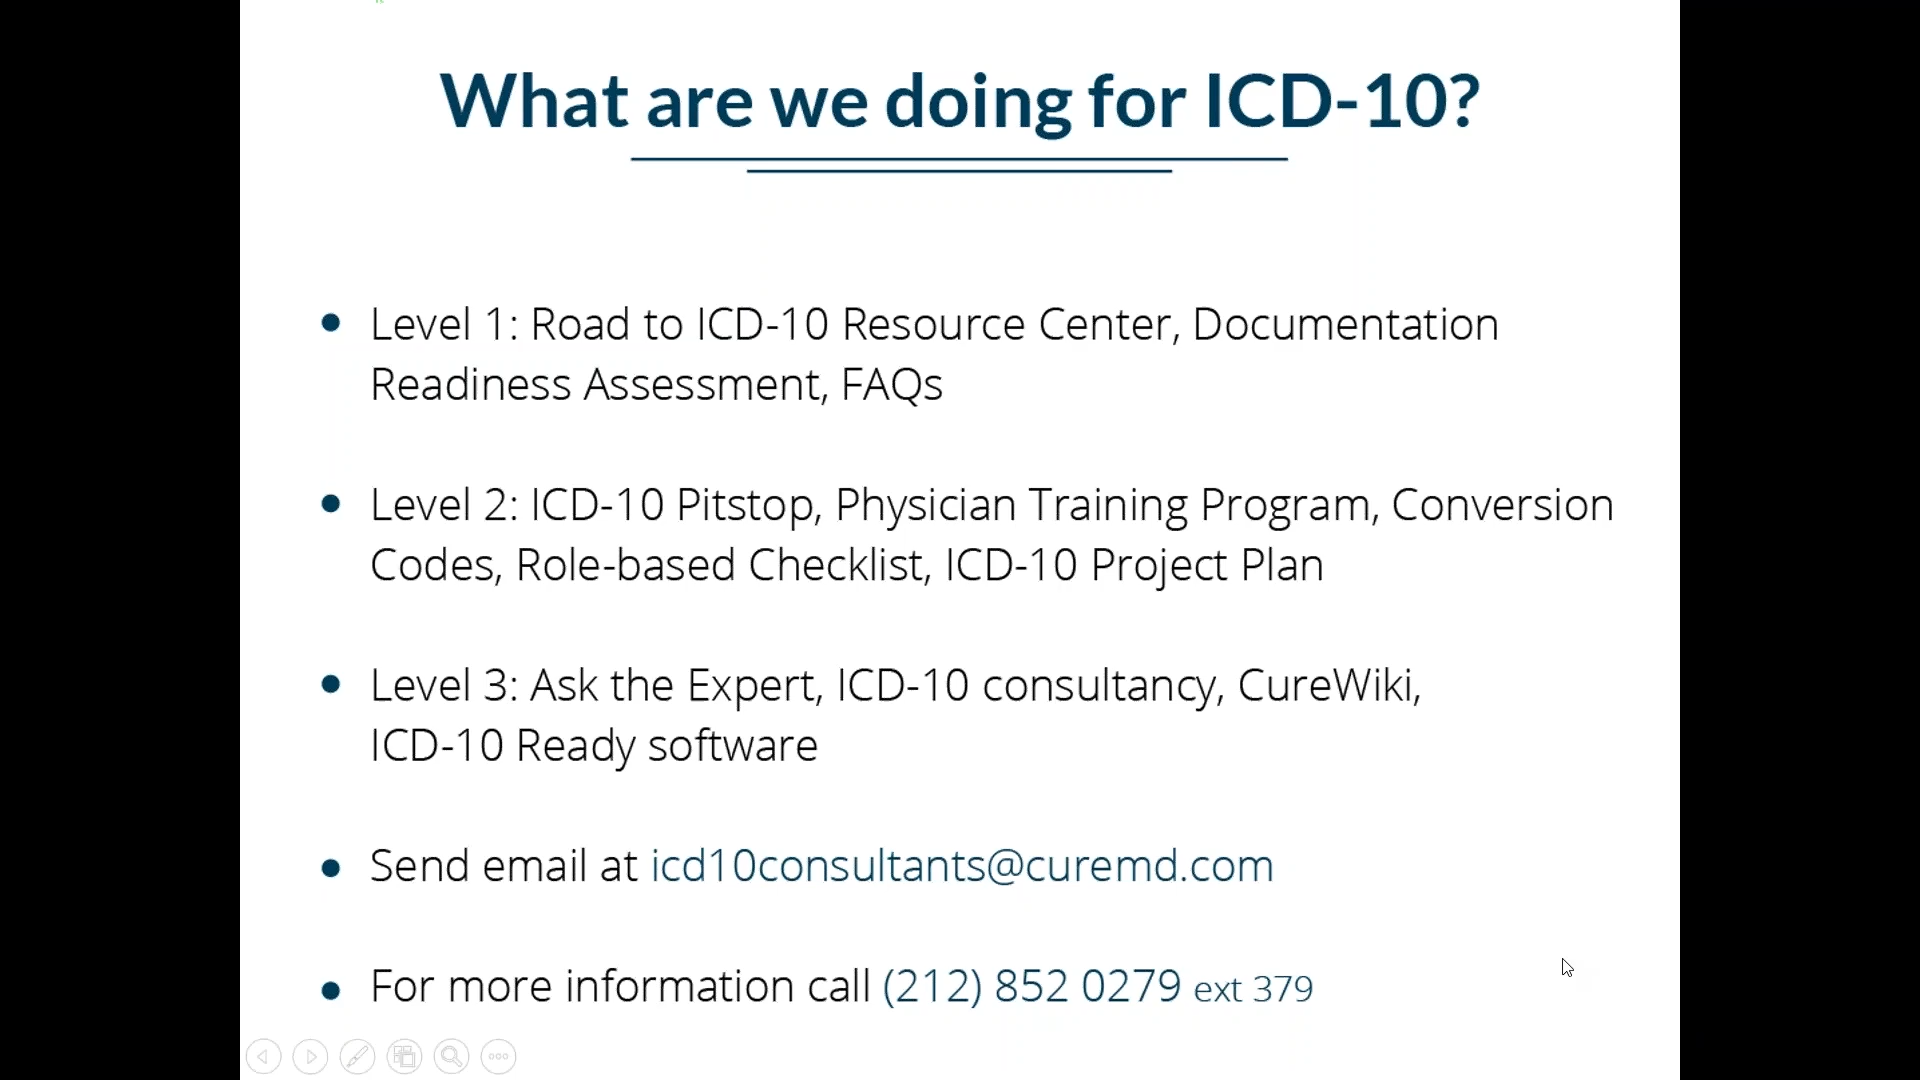 What are we doing for ICD-10?
Level 1: Road to ICD-10 Resource Center, Documentation
Readiness Assessment, FAQs
Level 2: ICD-10 Pitstop, Physician Training Program, Conversion
Codes, Role-based Checklist, ICD-10 Project Plan
Level 3: Ask the Expert, ICD-10 consultancy, CureWiki,
ICD-10 Ready software
Send email at icd10consultants@curemd.com
For more information call (212) 852 0279 ext 379